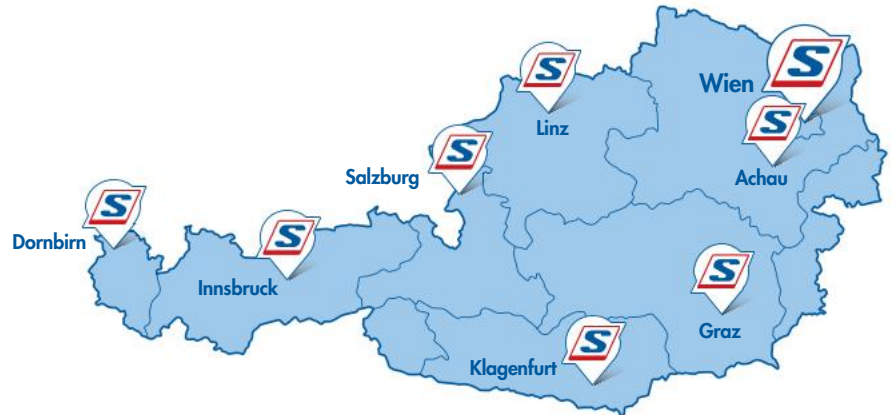 S
Wien
S
Linz
S
Achau
S
Salzburg
S
Dornbirn
S
Innsbruck
S
Graz
S
Klagenfurt